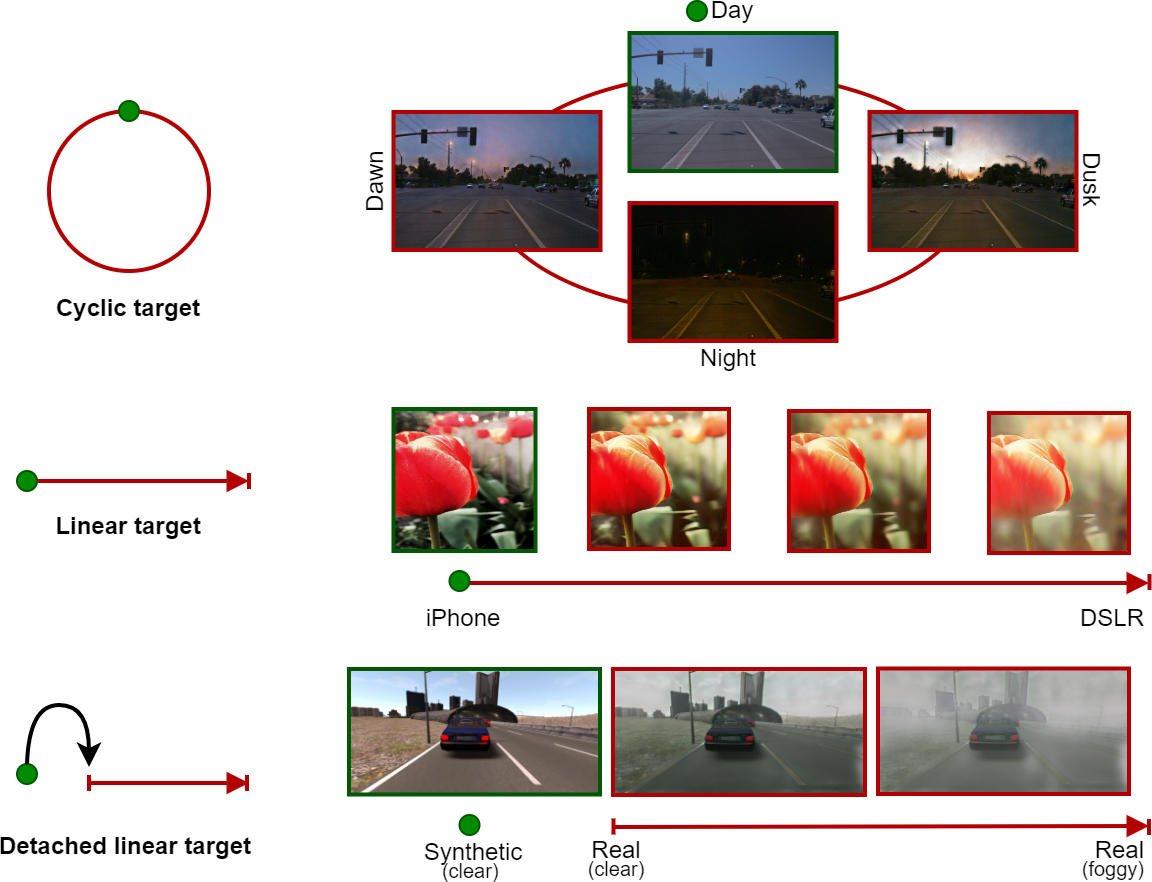 Day
Dawn
Dusk
Cyclic target
Night
Linear target
iPhone
DSLR
Detached linear target
Synthetic
(clear)
Real
(clear)
Real
(foggy)